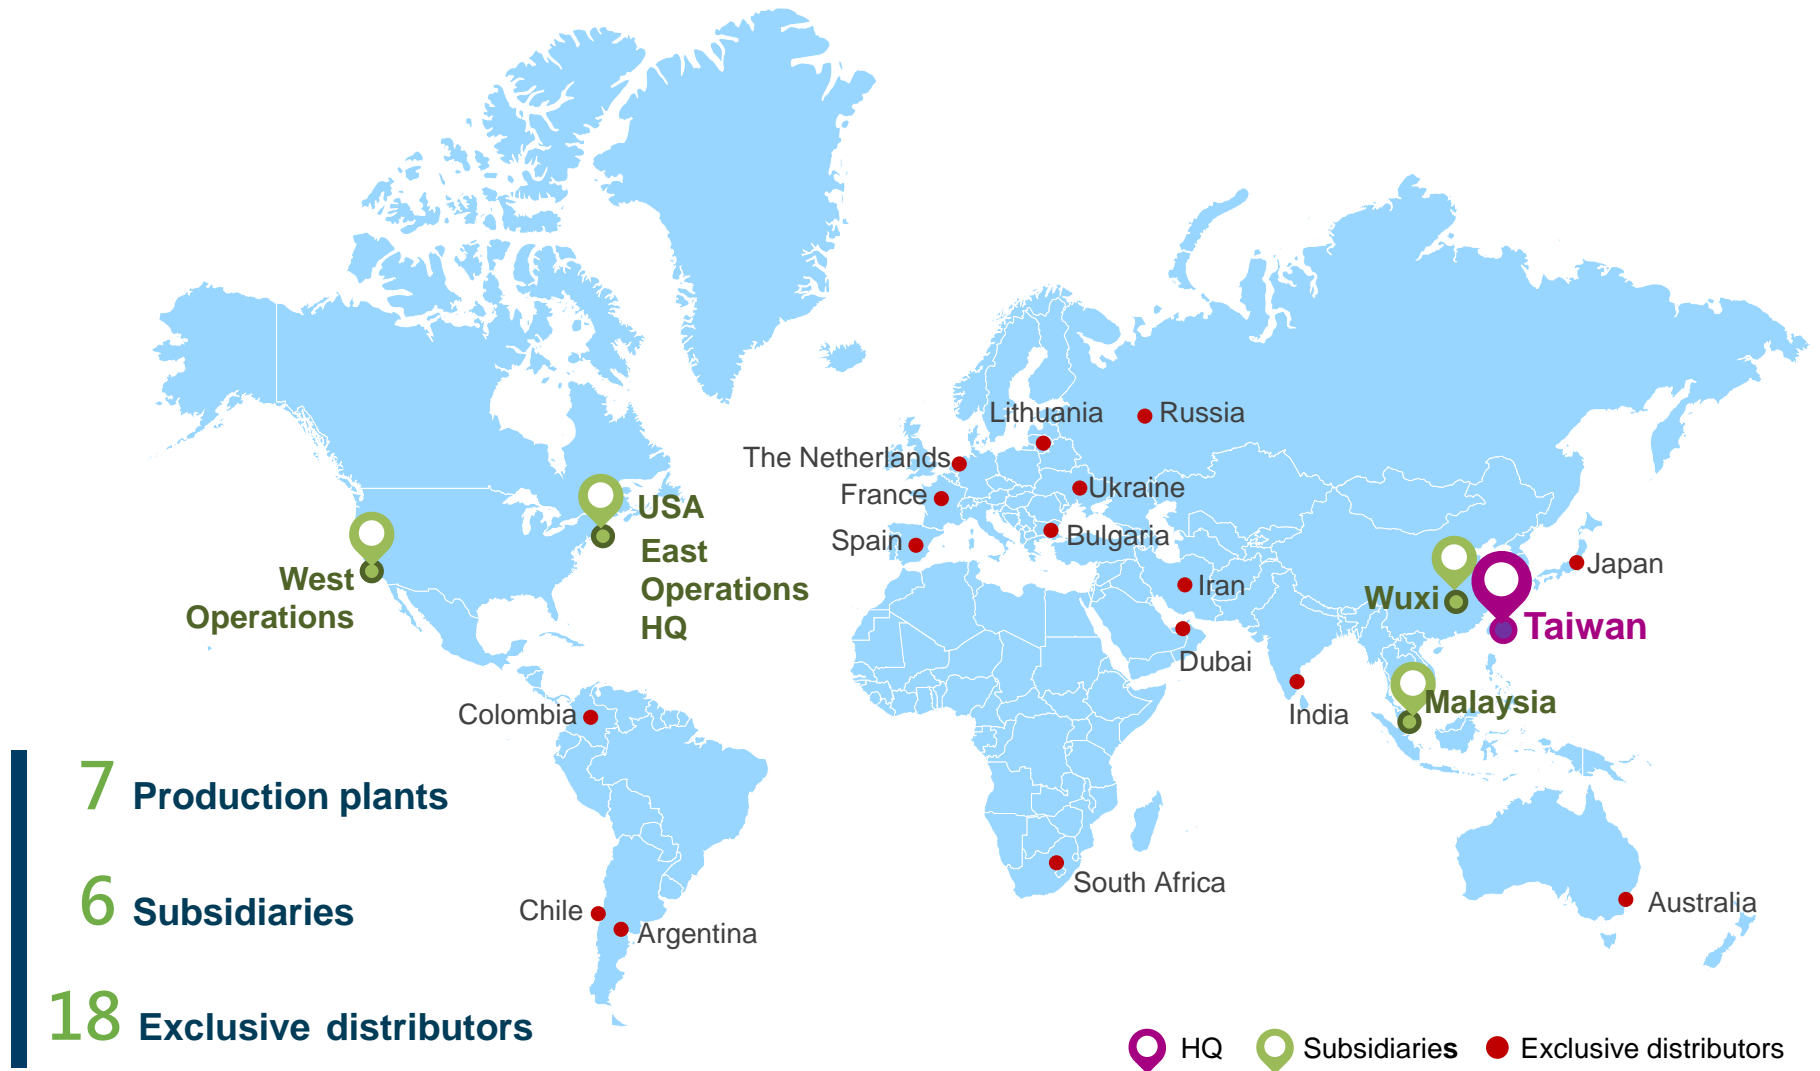 Lithuania
Russia
The Netherlands
France
Ukraine
Spain
Bulgaria
USA
East
Operations
HQ
West
Operations
Iran
Dubai
India
Japan
Wuxi
Taiwan
Malaysia
Colombia
Chile
Argentina
South Africa
Australia
7 Production plants
6 Subsidiaries
18 Exclusive distributors
HQ
Subsidiaries
Exclusive distributors